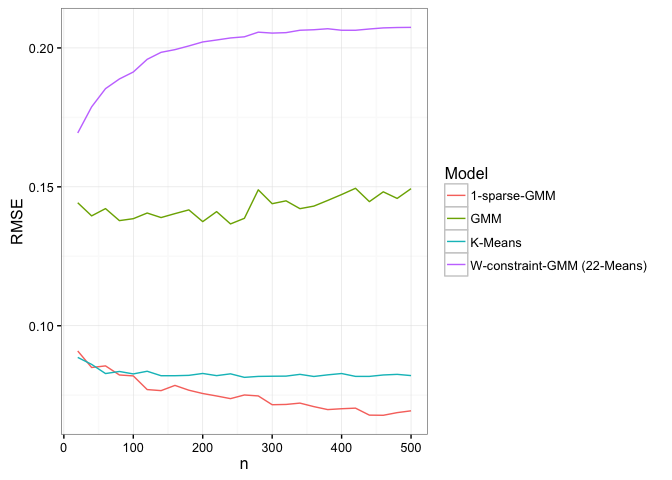 0.20
0.15
0.10
RMSE
0
100
200
300
400
500
n
Model
1-sparse-GMM
GMM
K-Means
W-constraint-GMM (22-Means)